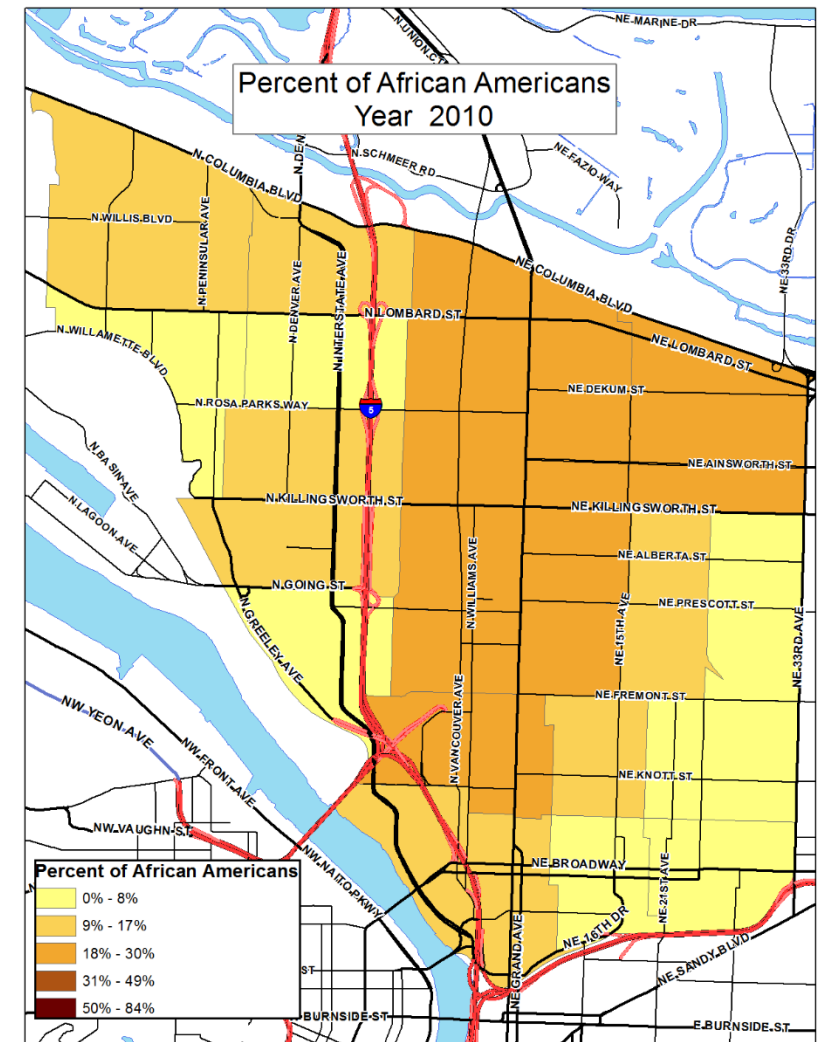 NE MARINE DR
N UNION CT
Percent of African Americans
Year 2010
N SCHMEER RD
NE FAZIO WAY
N COLUMBIA BLVD
N DEN
NE 33RD DR
N WILLIS BLVD
N PENINSULAR AVE
N DENVER AVE
N INTERSTATE AVE
NE COLUMBIA BLVD
N LOMBARD ST
NE LOMBARD ST
N WILLAMETTE BLVD
NE DEKUM ST
N ROSA PARKS WAY
5
N BASIN AVE
NE AINSWORTH ST
N LAGOON AVE
N KILLINGSWORTH ST
NE KILLINGSWORTH ST
N WILLIAMS AVE
NE ALBERTA ST
N GOING ST
NE PRESCOTT ST
NE 15TH AVE
NE 33RD AVE
N GREELEY AVE
NE FREMONT ST
N VANCOUVER AVE
NW YEON AVE
NW FRONT AVE
NE KNOTT ST
NW VAUGHN ST
NW NAITO PKWY
NE BROADWAY
NE 21ST AVE
NE GRAND AVE
NE 16TH DR
NE SANDY BLVD
Percent of African Americans
0% - 8%
9% - 17%
18% - 30%
31% - 49%
50% - 84%
ST
BURNSIDE ST
E BURNSIDE ST